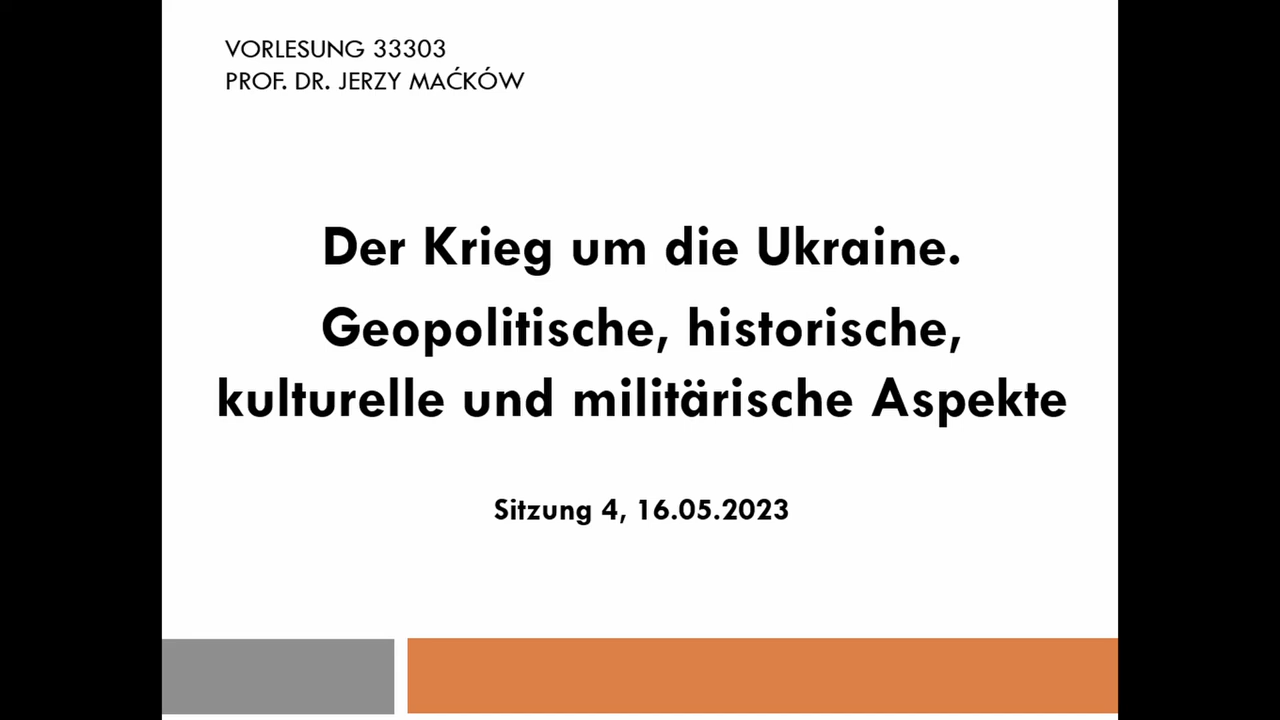 VORLESUNG 33303
PROF. DR. JERZY MAĆKÓW
Der Krieg um die Ukraine.
Geopolitische, historische,
kulturelle und militärische Aspekte
Sitzung 4, 16.05.2023